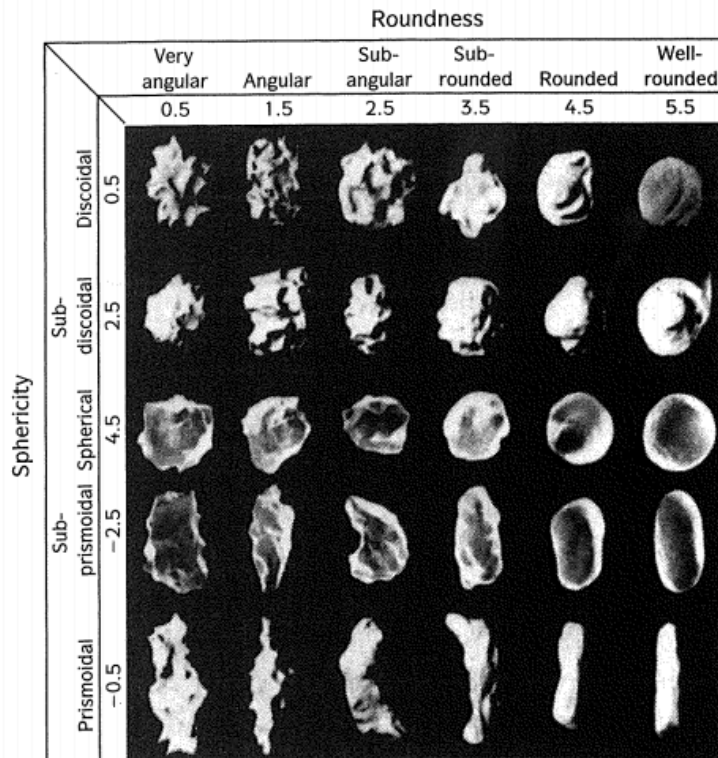 Roundness
Very angular
Angular
Sub-angular
Sub-rounded
Rounded
Well-rounded
0.5
1.5
2.5
3.5
4.5
5.5
Sphericity
Discoidal
0.5
Sub-discoidal
2.5
Spherical
4.5
Sub-prismoidal
−2.5
Prismoidal
−0.5